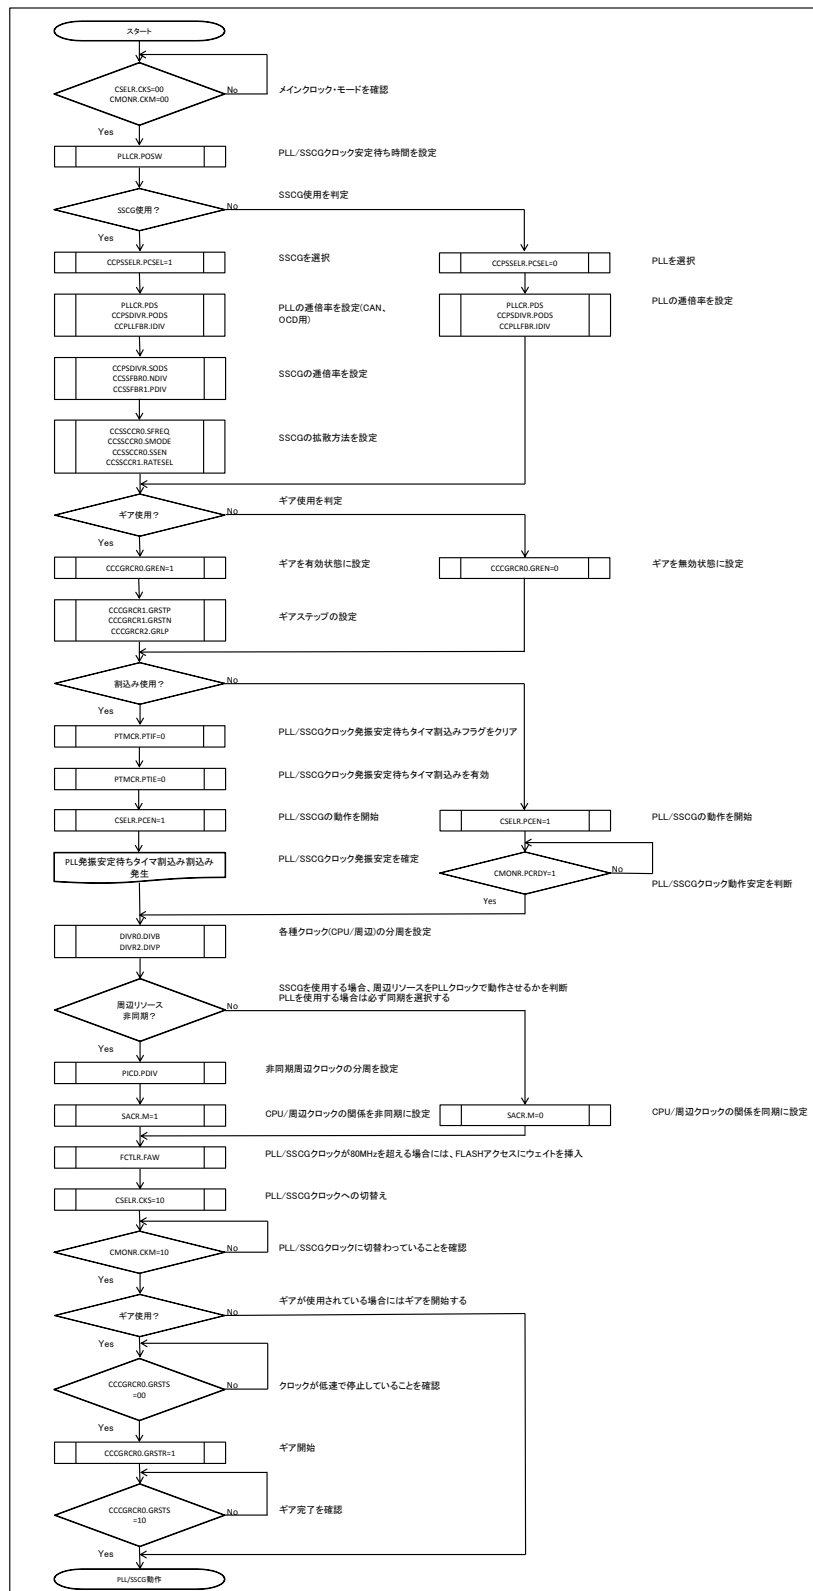 スタート
CSELR.CKS=00
CMONR.CKM=00
No
メインクロック・モードを確認
Yes
PLLCR.POSW
PLL/SSCGクロック安定待ち時間を設定
SSCG使用を判定
SSCG使用？
No
Yes
CCPSSELR.PCSEL=1
SSCGを選択
CCPSSELR.PCSEL=0
PLLを選択
PLLCR.PDS
CCPSDIVR.PODS
CCPLLFBR.IDIV
PLLの逓倍率を設定(CAN、
OCD用)
PLLCR.PDS
CCPSDIVR.PODS
CCPLLFBR.IDIV
PLLの逓倍率を設定
CCPSDIVR.SODS
CCSSFBR0.NDIV
CCSSFBR1.PDIV
SSCGの逓倍率を設定
CCSSCCR0.SFREQ
CCSSCCR0.SMODE
CCSSCCR0.SSEN
CCSSCCR1.RATESEL
SSCGの拡散方法を設定
ギア使用を判定
ギア使用？
No
Yes
CCCGRCR0.GREN=1
ギアを有効状態に設定
CCCGRCR0.GREN=0
ギアを無効状態に設定
CCCGRCR1.GRSTP
CCCGRCR1.GRSTN
CCCGRCR2.GRLP
ギアステップの設定
割込み使用？
No
Yes
PTMCR.PTIF=0
PLL/SSCGクロック発振安定待ちタイマ割込みフラグをクリア
PTMCR.PTIE=0
PLL/SSCGクロック発振安定待ちタイマ割込みを有効
CSELR.PCEN=1
PLL/SSCGの動作を開始
CSELR.PCEN=1
PLL/SSCGの動作を開始
PLL発振安定待ちタイマ割込み割込み
発生
PLL/SSCGクロック発振安定を確定
CMONR.PCRDY=1
No
PLL/SSCGクロック動作安定を判断
Yes
DIVR0.DIVB
DIVR2.DIVP
各種クロック(CPU/周辺)の分周を設定
SSCGを使用する場合、周辺リソースをPLLクロックで動作させるかを判断
PLLを使用する場合は必ず同期を選択する
周辺リソース
非同期？
No
Yes
PICD.PDIV
非同期周辺クロックの分周を設定
SACR.M=1
CPU/周辺クロックの関係を非同期に設定
SACR.M=0
CPU/周辺クロックの関係を同期に設定
FCTLR.FAW
PLL/SSCGクロックが80MHzを超える場合には、FLASHアクセスにウェイトを挿入
CSELR.CKS=10
PLL/SSCGクロックへの切替え
CMONR.CKM=10
No
PLL/SSCGクロックに切替わっていることを確認
Yes
ギアが使用されている場合にはギアを開始する
ギア使用？
No
Yes
CCCGRCR0.GRSTS
=00
No
クロックが低速で停止していることを確認
Yes
CCCGRCR0.GRSTR=1
ギア開始
CCCGRCR0.GRSTS
=10
No
ギア完了を確認
Yes
PLL/SSCG動作